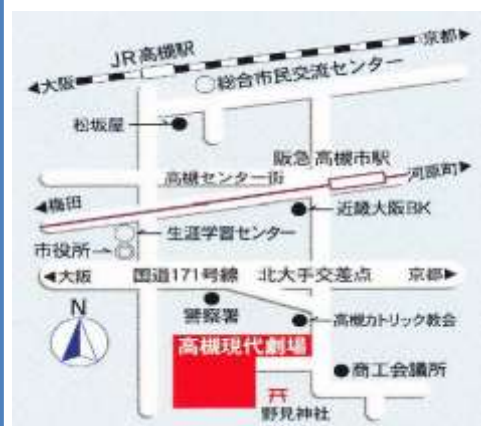 JR高槻駅
京都▶
◀大阪
総合市民交流センター
松坂屋
阪急 高槻市駅
高槻センター街
河原町▶
◀梅田
近畿大阪BK
生涯学習センター
市役所
◀大阪 国道171号線 北大手交差点 京都▶
N
警察署
高槻カトリック教会
高槻現代劇場
商工会議所
野見神社